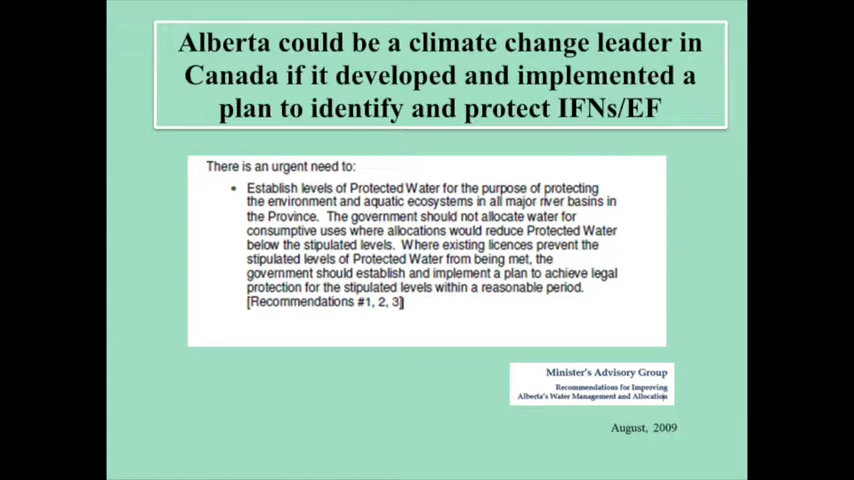 Alberta could be a climate change leader in
Canada if it developed and implemented a
plan to identify and protect IFNs/EF
There is an urgent need to:
• Establish levels of Protected Water for the purpose of protecting
the environment and aquatic ecosystems in all major river basins in
the Province. The government should not allocate water for
consumptive uses where allocations would reduce Protected Water
below the stipulated levels. Where existing licences prevent the
stipulated levels of Protected Water from being met, the
government should establish and implement a plan to achieve legal
protection for the stipulated levels within a reasonable period.
[Recommendations #1, 2, 3]
Minister's Advisory Group
Recommendations for Improving
Alberta's Water Management and Allocation
August, 2009